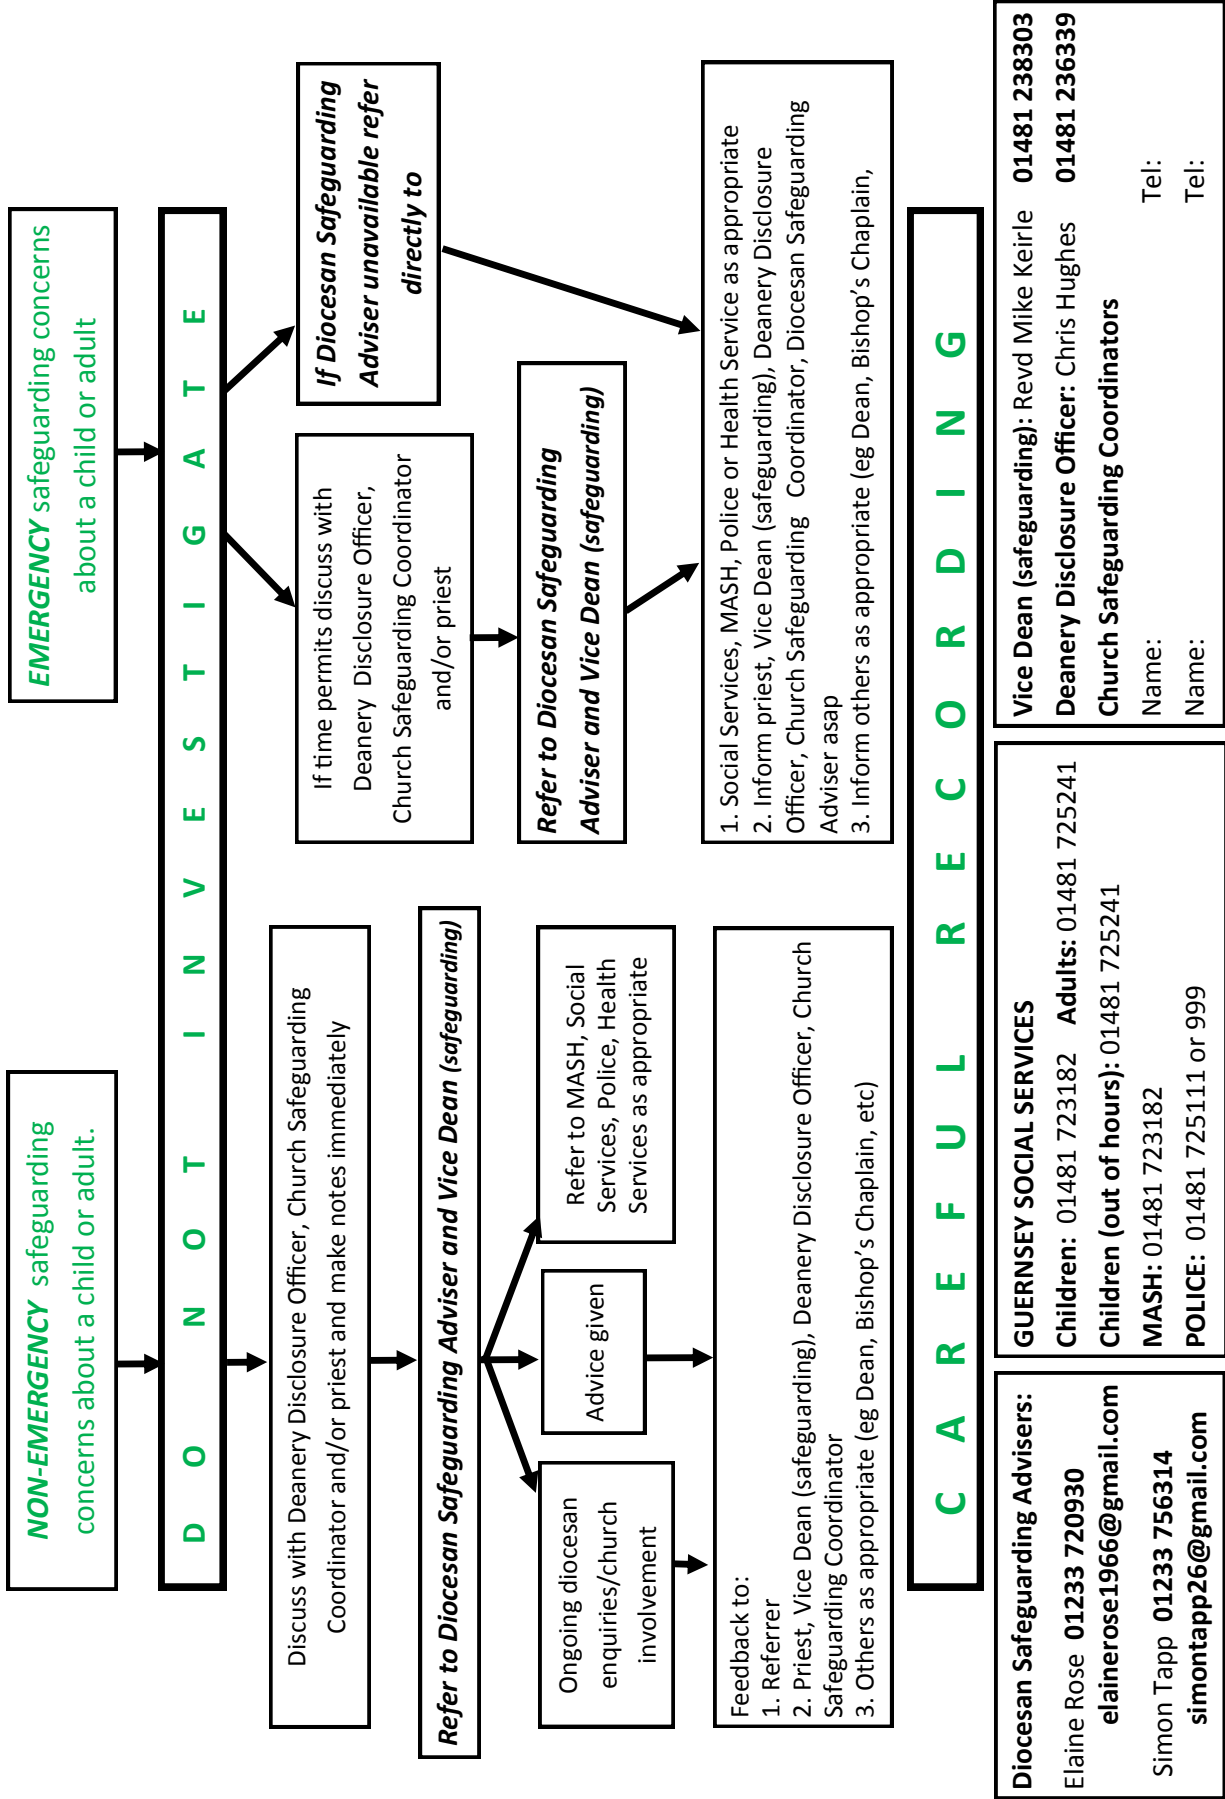 NON-EMERGENCY safeguarding
concerns about a child or adult.
EMERGENCY safeguarding concerns
about a child or adult
D O N O T I N V E S T I G A T E
Discuss with Deanery Disclosure Officer, Church Safeguarding
Coordinator and/or priest and make notes immediately
Refer to Diocesan Safeguarding Adviser and Vice Dean (safeguarding)
Ongoing diocesan
enquiries/church
involvement
Advice given
Refer to MASH, Social
Services, Police, Health
Services as appropriate
Feedback to:
1. Referrer
2. Priest, Vice Dean (safeguarding), Deanery Disclosure Officer, Church
Safeguarding Coordinator
3. Others as appropriate (eg Dean, Bishop's Chaplain, etc)
If time permits discuss with
Deanery Disclosure Officer,
Church Safeguarding Coordinator
and/or priest
Refer to Diocesan Safeguarding
Adviser and Vice Dean (safeguarding)
If Diocesan Safeguarding
Adviser unavailable refer
directly to
1. Social Services, MASH, Police or Health Service as appropriate
2. Inform priest, Vice Dean (safeguarding), Deanery Disclosure
Officer, Church Safeguarding Coordinator, Diocesan Safeguarding
Adviser asap
3. Inform others as appropriate (eg Dean, Bishop's Chaplain,
C A R E F U L R E C O R D I N G
Diocesan Safeguarding Advisers:
Elaine Rose 01233 720930
elainerose1966@gmail.com
Simon Tapp 01233 756314
simontapp26@gmail.com
GUERNSEY SOCIAL SERVICES
Children: 01481 723182 Adults: 01481 725241
Children (out of hours): 01481 725241
MASH: 01481 723182
POLICE: 01481 725111 or 999
Vice Dean (safeguarding): Revd Mike Keirle 01481 238303
Deanery Disclosure Officer: Chris Hughes 01481 236339
Church Safeguarding Coordinators
Name: Tel:
Name: Tel: